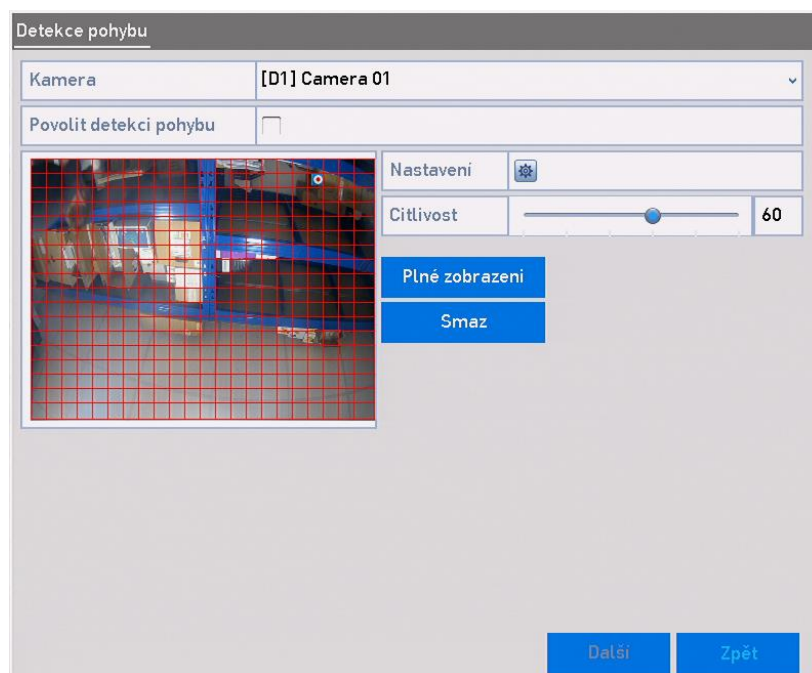 Detekce pohybu
Kamera
[D1] Camera 01
Povolit detekci pohybu
Nastavení
Citlivost
60
Plné zobrazeni
Smaz
Další
Zpět